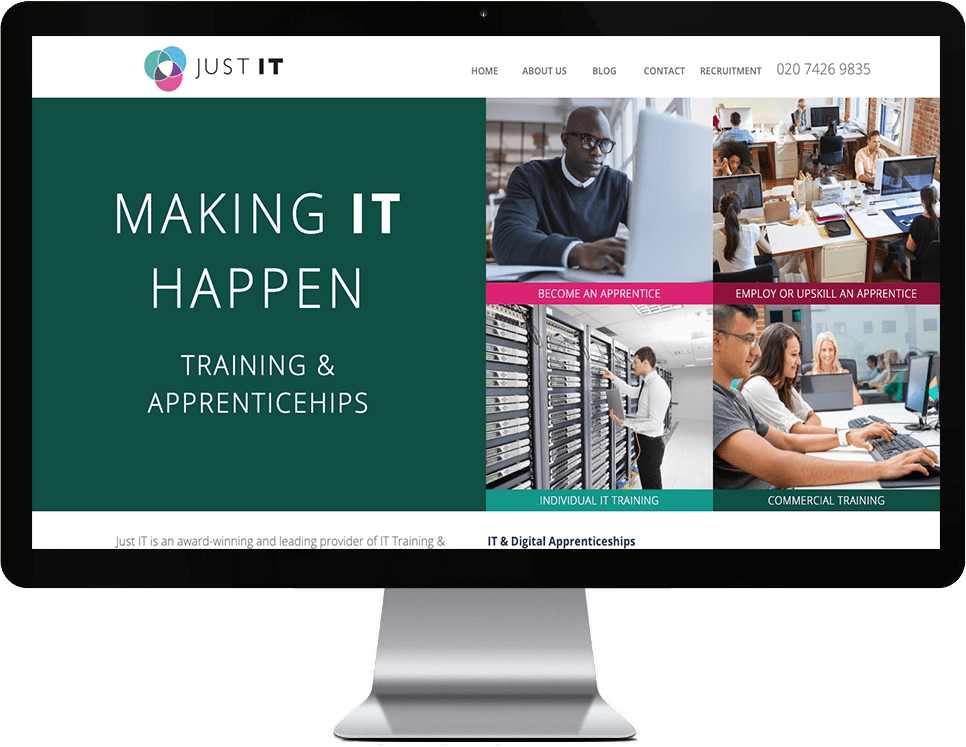 JUST IT
HOME ABOUT US BLOG CONTACT RECRUITMENT 020 7426 9835
MAKING IT
HAPPEN
TRAINING &
APPRENTICEHIPS
BECOME AN APPRENTICE
EMPLOY OR UPSKILL AN APPRENTICE
INDIVIDUAL IT TRAINING
COMMERCIAL TRAINING
Just IT is an award-winning and leading provider of IT Training &
IT & Digital Apprenticeships